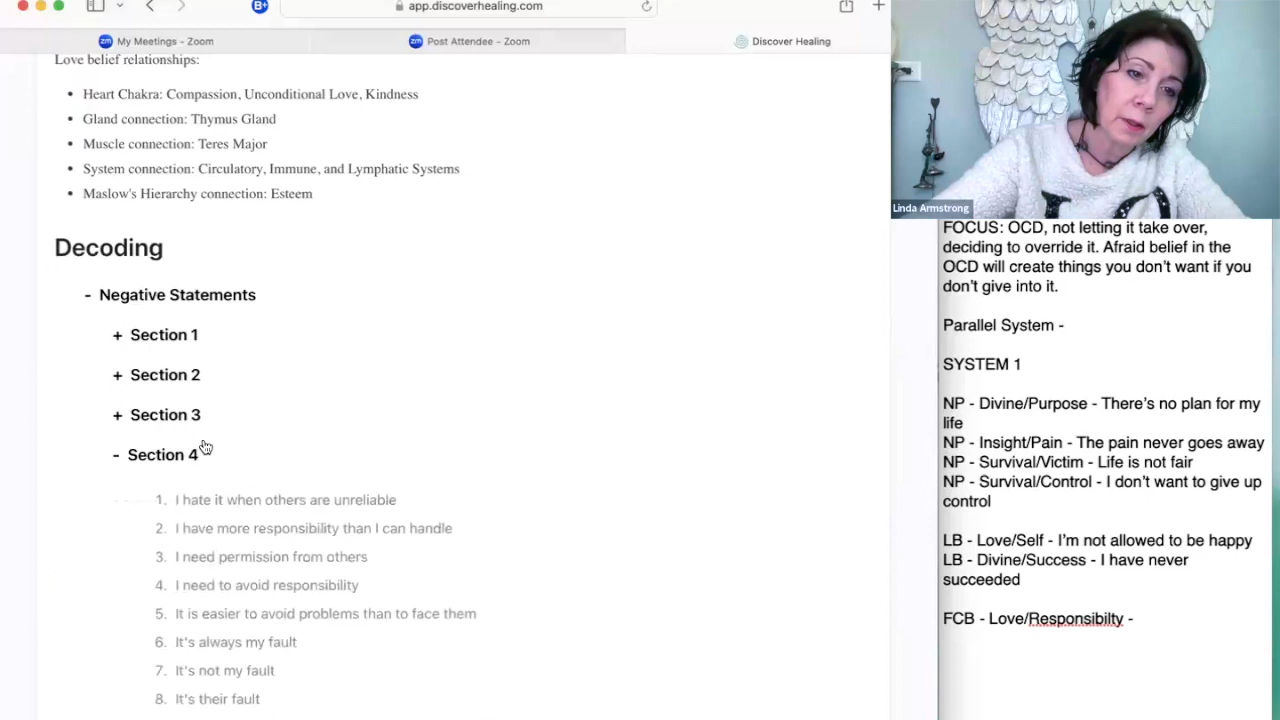 app.discoverhealing.com
My Meetings - Zoom
Post Attendee - Zoom
Discover Healing
Love belief relationships:
• Heart Chakra: Compassion, Unconditional Love, Kindness
• Gland connection: Thymus Gland
• Muscle connection: Teres Major
• System connection: Circulatory, Immune, and Lymphatic Systems
• Maslow's Hierarchy connection: Esteem
Decoding
- Negative Statements
+ Section 1
+ Section 2
+ Section 3
- Section 4
1. I hate it when others are unreliable
2. I have more responsibility than I can handle
3. I need permission from others
4. I need to avoid responsibility
5. It is easier to avoid problems than to face them
6. It's always my fault
7. It's not my fault
8. It's their fault
Linda Armstrong
FOCUS: OCD, not letting it take over,
deciding to override it. Afraid belief in the
OCD will create things you don't want if you
don't give into it.
Parallel System -
SYSTEM 1
NP - Divine/Purpose - There's no plan for my
life
NP - Insight/Pain - The pain never goes away
NP - Survival/Victim - Life is not fair
NP - Survival/Control - I don't want to give up
control
LB - Love/Self - I'm not allowed to be happy
LB - Divine/Success - I have never
succeeded
FCB - Love/Responsibilty -